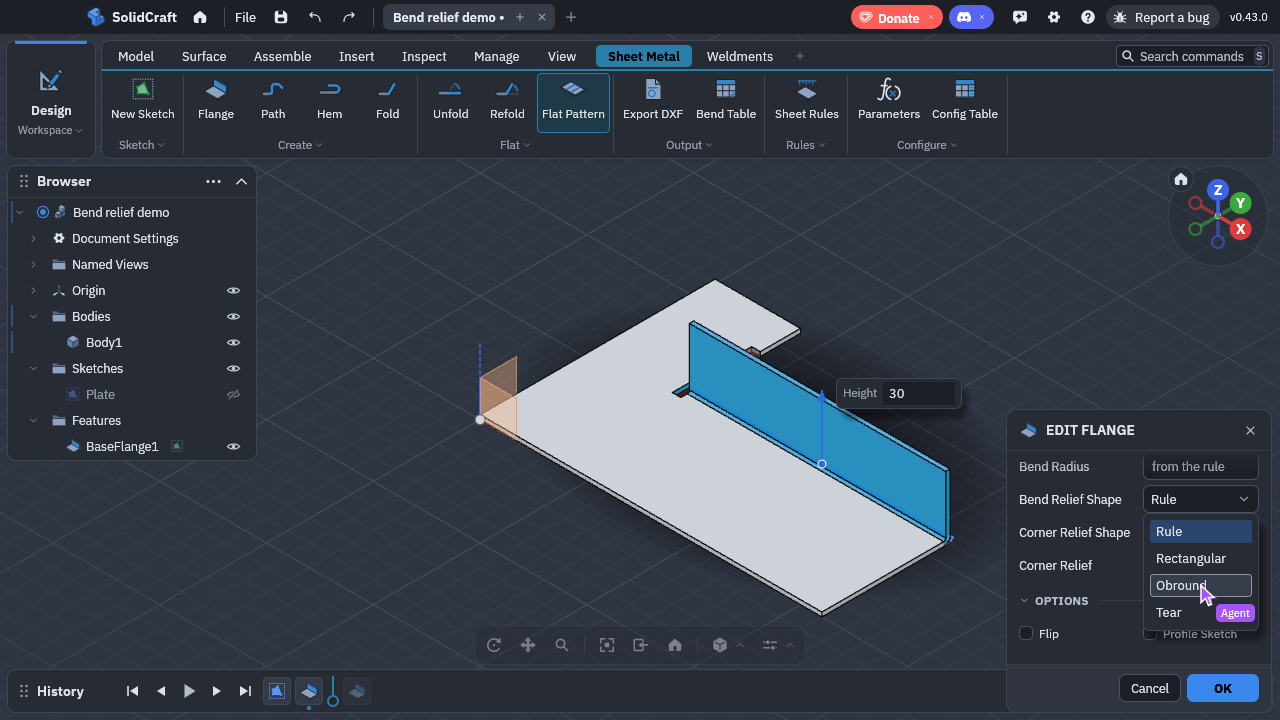 SolidCraft
File
Bend relief demo •
Donate
Report a bug
v0.43.0
Design
Workspace
Model
Surface
Assemble
Insert
Inspect
Manage
View
Sheet Metal
Weldments
Search commands
S
New Sketch
Flange
Path
Hem
Fold
Unfold
Refold
Flat Pattern
Export DXF
Bend Table
Sheet Rules
Parameters
Config Table
Sketch
Create
Flat
Output
Rules
Configure
Browser
Bend relief demo
Document Settings
Named Views
Origin
Bodies
Body1
Sketches
Plate
Features
BaseFlange1
Z
Y
X
Height 30
EDIT FLANGE
Bend Radius from the rule
Bend Relief Shape Rule
Corner Relief Shape
Corner Relief
Rule
Rectangular
Obround
Tear
Agent
OPTIONS
Flip
Profile Sketch
Cancel
OK
History